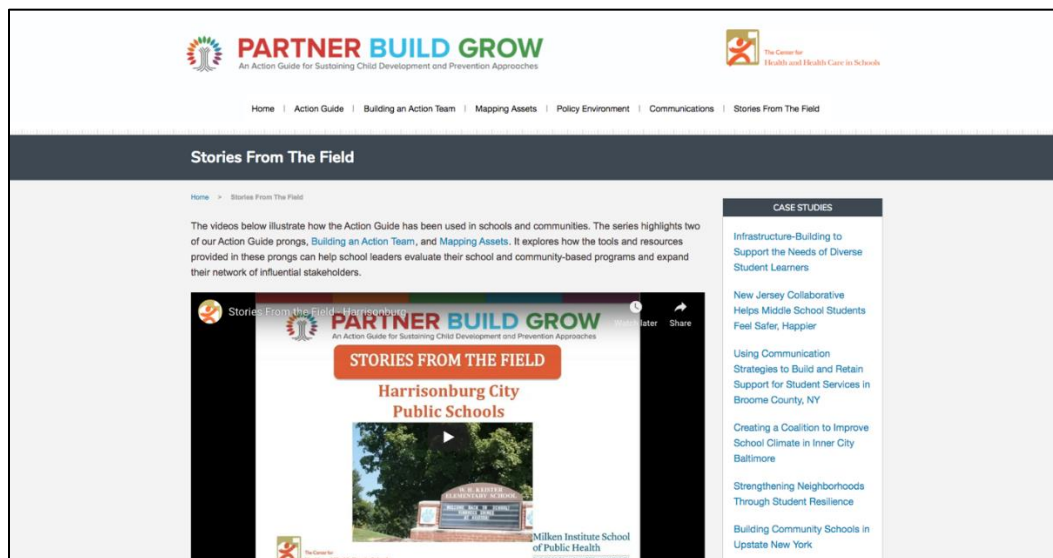 PARTNER BUILD GROW
An Action Guide for Sustaining Child Development and Prevention Approaches
The Center for
Health and Health Care in Schools
Home | Action Guide | Building an Action Team | Mapping Assets | Policy Environment | Communications | Stories From The Field
Stories From The Field
Home > Stories From The Field
The videos below illustrate how the Action Guide has been used in schools and communities. The series highlights two
of our Action Guide prongs, Building an Action Team, and Mapping Assets. It explores how the tools and resources
provided in these prongs can help school leaders evaluate their school and community-based programs and expand
their network of influential stakeholders.
Stories From the Field - Harrisonburg
Watch later
Share
PARTNER BUILD GROW
An Action Guide for Sustaining Child Development and Prevention Approaches
STORIES FROM THE FIELD
Harrisonburg City
Public Schools
W. H. KEISTER
ELEMENTARY SCHOOL
WELCOME BACK TO SCHOOL!
Milken Institute School
of Public Health
The Center for
CASE STUDIES
Infrastructure-Building to
Support the Needs of Diverse
Student Learners
New Jersey Collaborative
Helps Middle School Students
Feel Safer, Happier
Using Communication
Strategies to Build and Retain
Support for Student Services in
Broome County, NY
Creating a Coalition to Improve
School Climate in Inner City
Baltimore
Strengthening Neighborhoods
Through Student Resilience
Building Community Schools in
Upstate New York